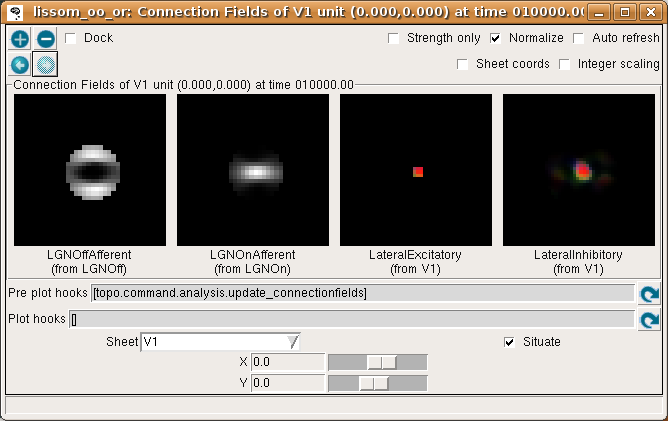 lissom_oo_or: Connection Fields of V1 unit (0.000,0.000) at time 010000.00
Dock
Strength only
Normalize
Auto refresh
Sheet coords
Integer scaling
Connection Fields of V1 unit (0.000,0.000) at time 010000.00
LGNOffAfferent
(from LGNOff)
LGNOnAfferent
(from LGNOn)
LateralExcitatory
(from V1)
LateralInhibitory
(from V1)
Pre plot hooks [topo.command.analysis.update_connectionfields]
Plot hooks []
Sheet V1
Situate
X 0.0
Y 0.0